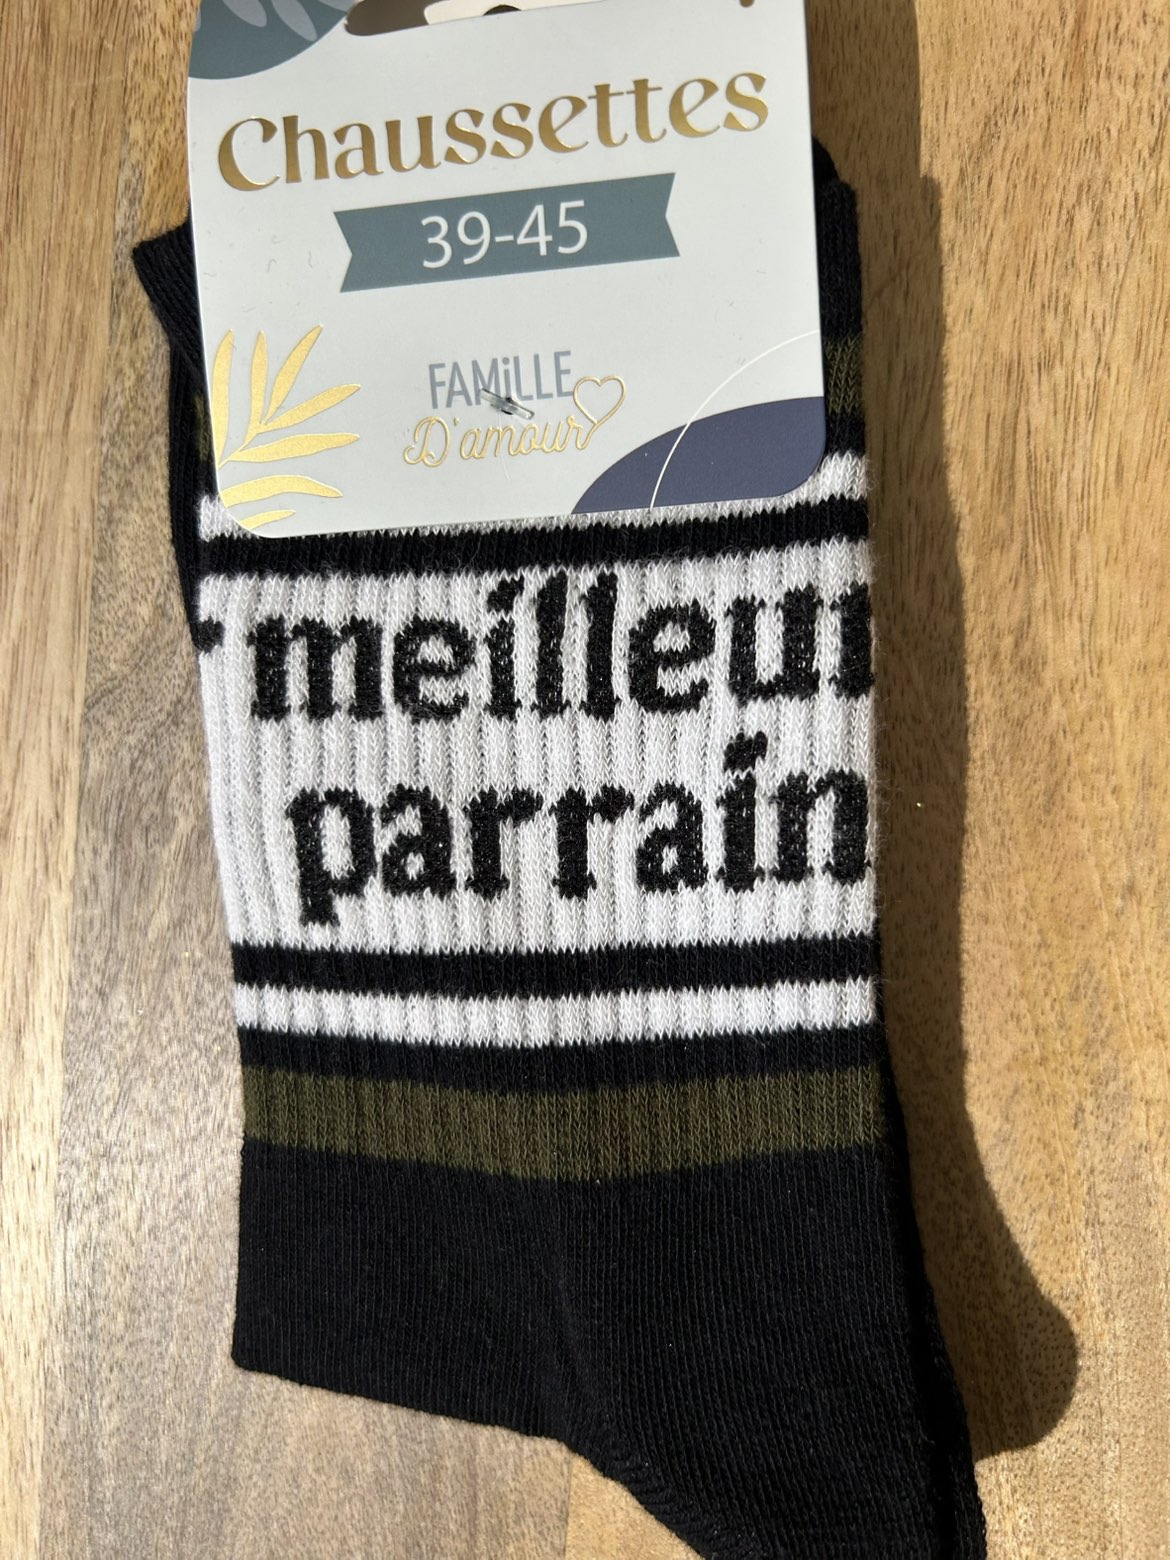 Chaussettes
39-45
FAMiLLE
D'amour
meilleur
parrain